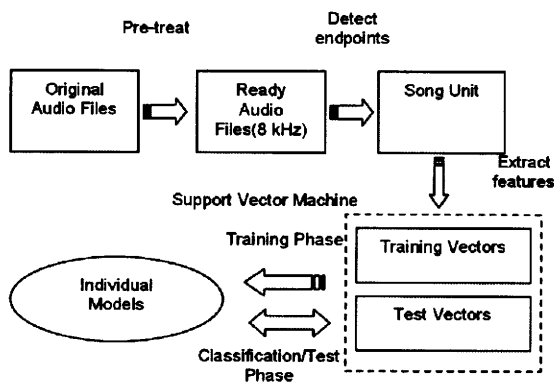 Pre-treat
Detect
endpoints
Original
Audio Files
Ready
Audio
Files(8 kHz)
Song Unit
Extract
features
Support Vector Machine
Training Phase
Training Vectors
Individual
Models
Test Vectors
Classification/Test
Phase